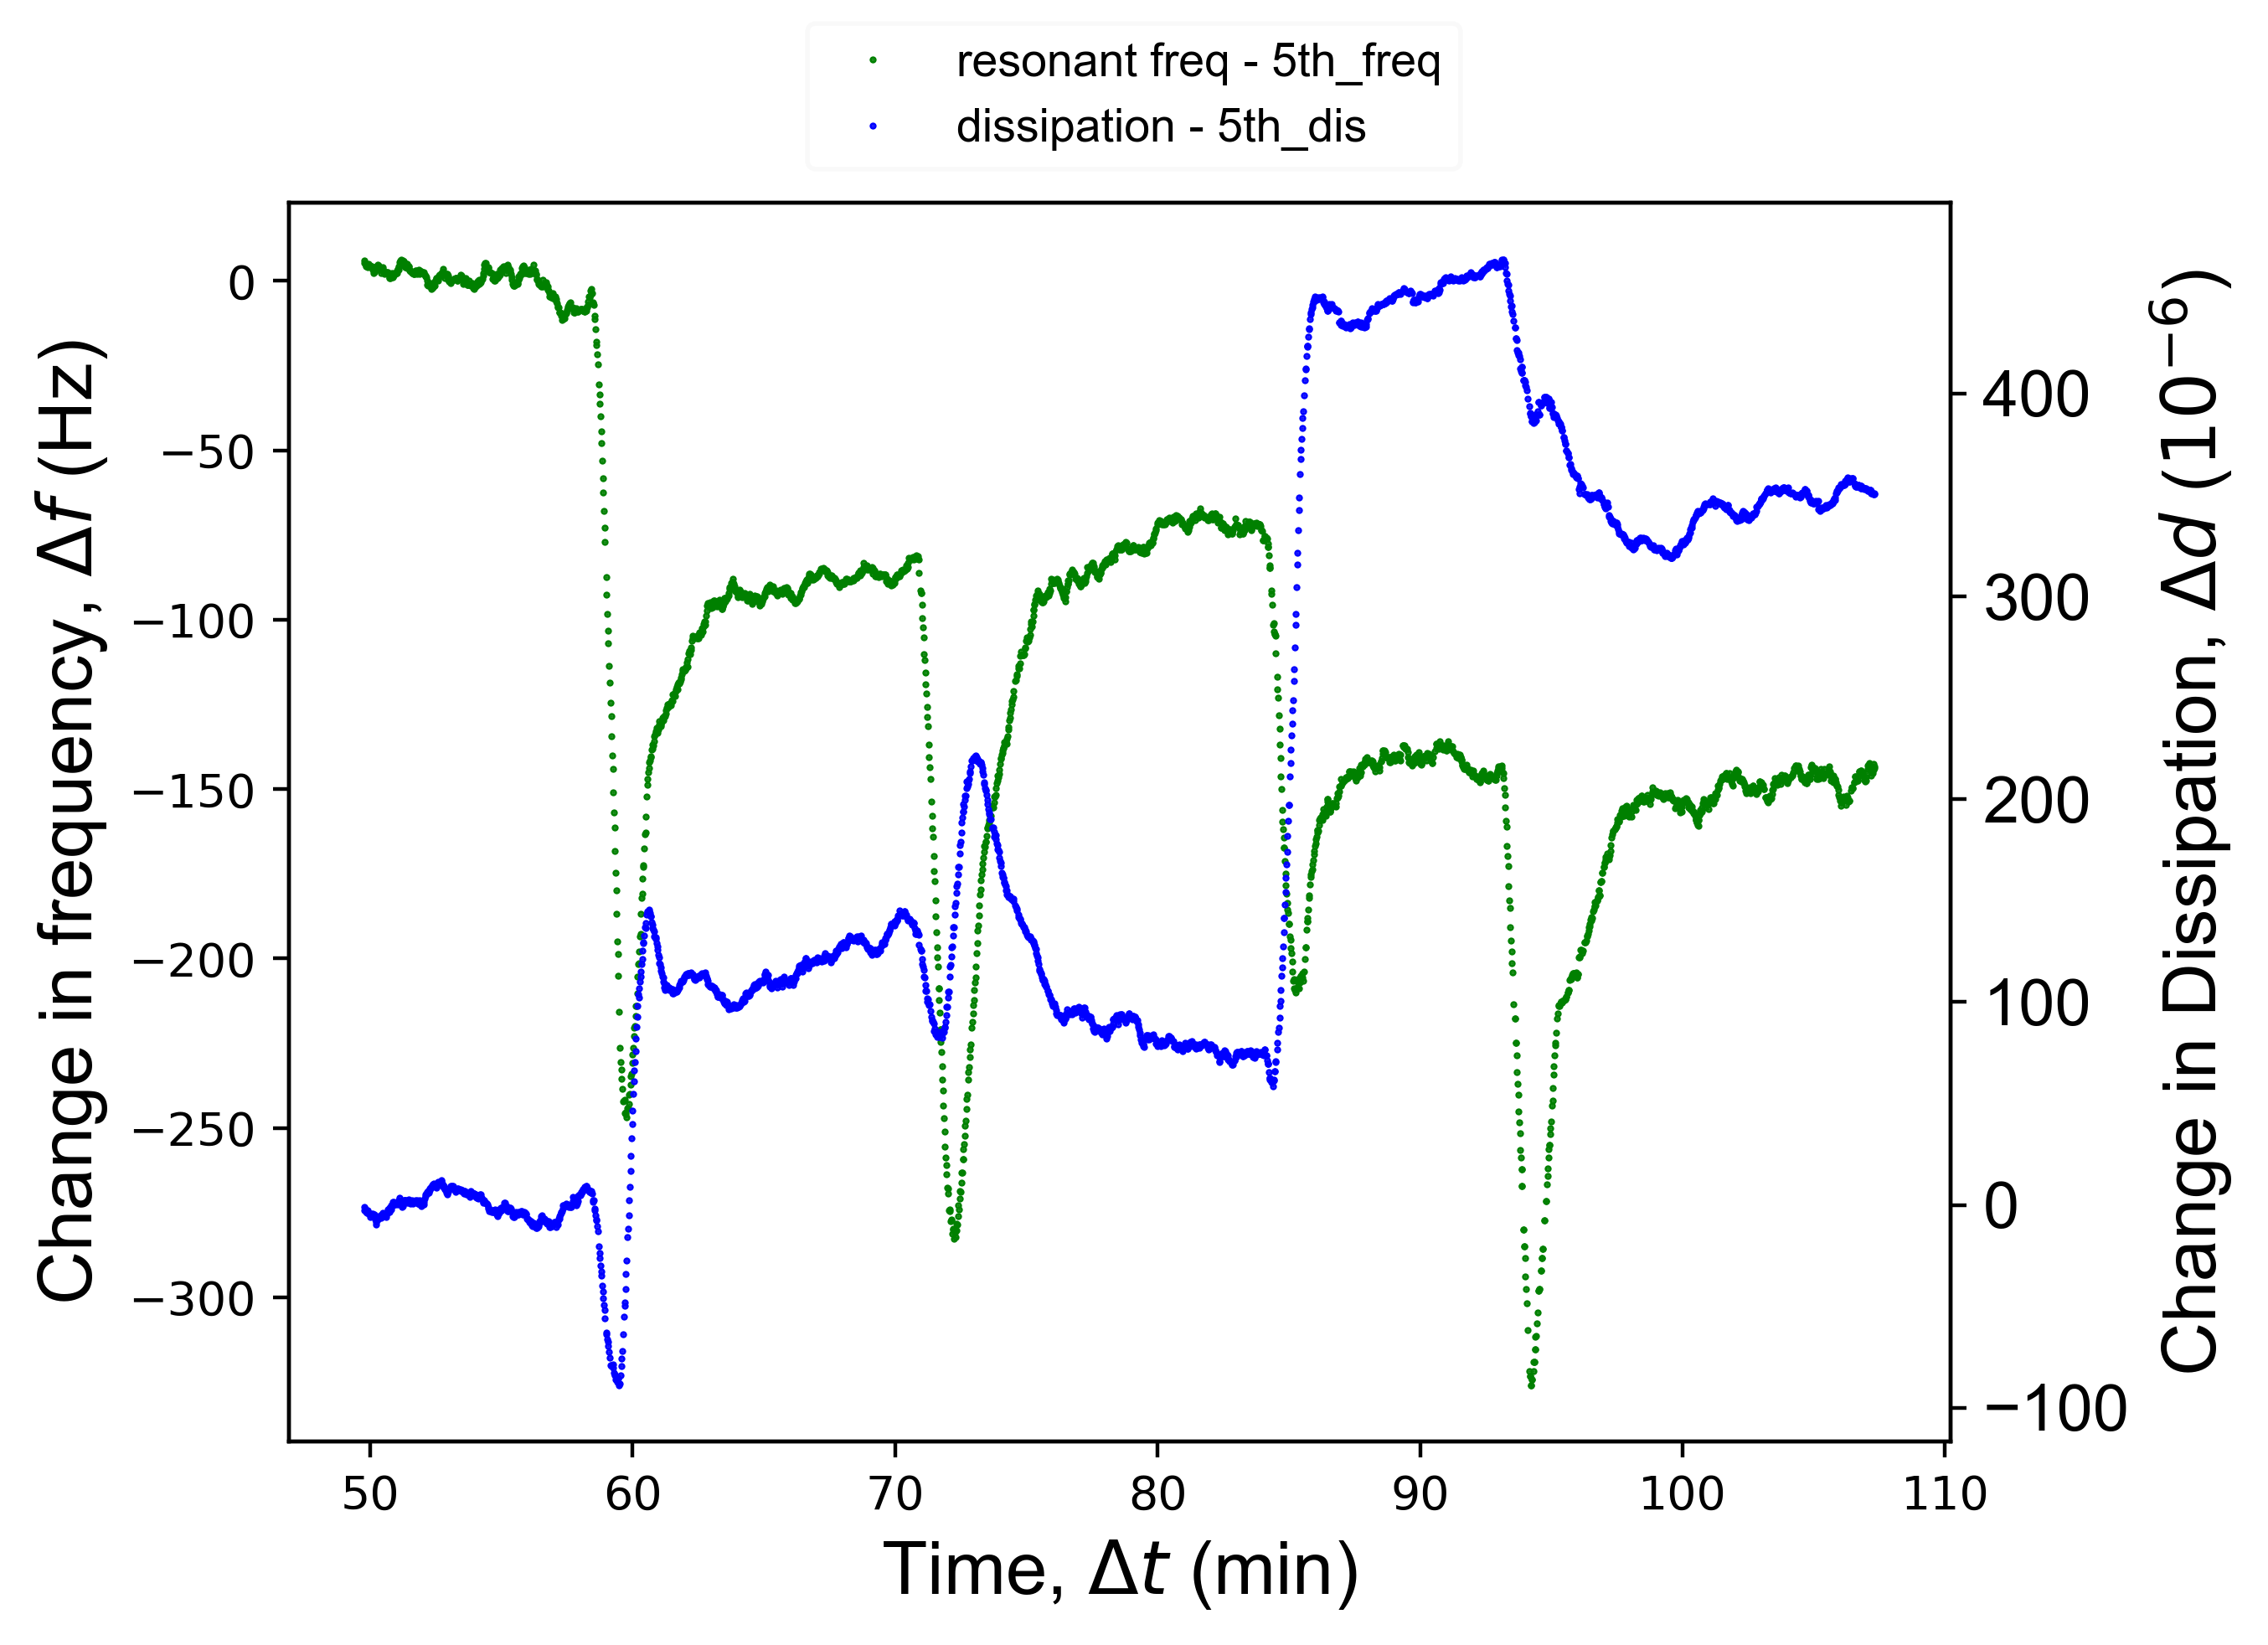 resonant freq - 5th_freq
dissipation - 5th_dis
Change in frequency, Δf (Hz)
0
−50
−100
−150
−200
−250
−300
400
300
200
100
0
−100
Change in Dissipation, Δd (10⁻⁶)
50 60 70 80 90 100 110
Time, Δt (min)